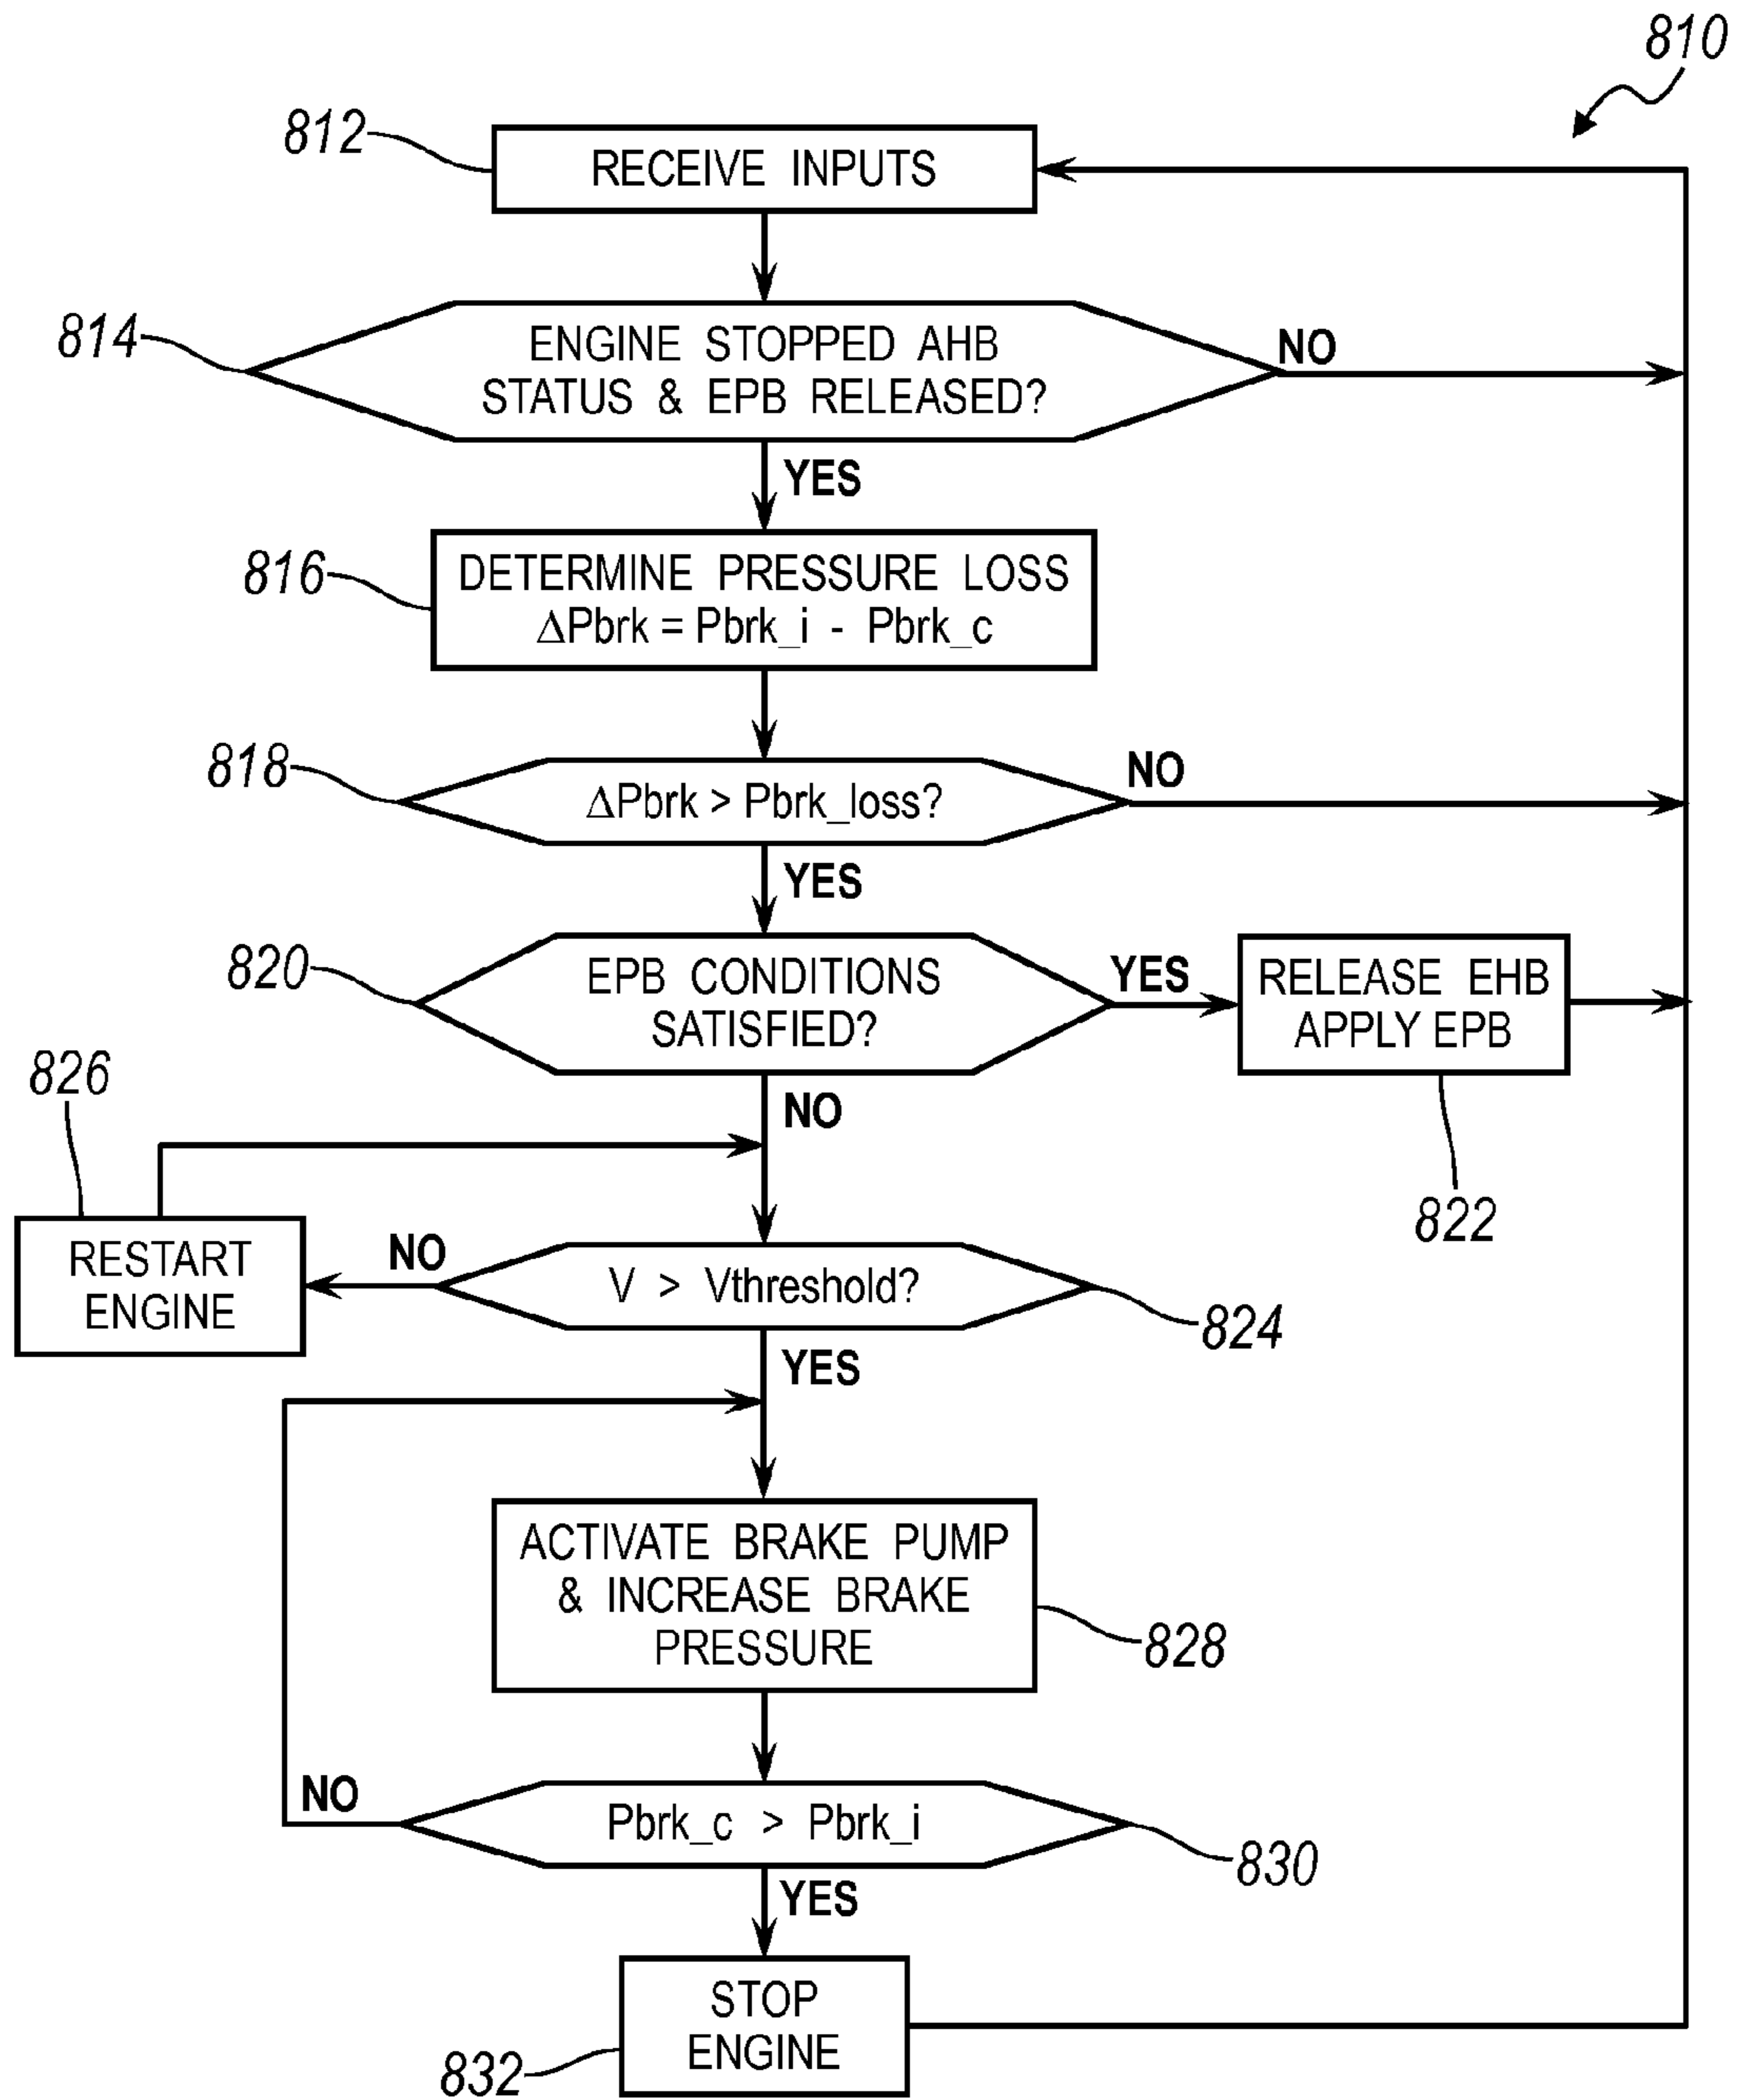 810
812
RECEIVE INPUTS
814
ENGINE STOPPED AHB
STATUS & EPB RELEASED?
NO
YES
816
DETERMINE PRESSURE LOSS
∆Pbrk = Pbrk_i - Pbrk_c
818
∆Pbrk > Pbrk_loss?
NO
YES
820
EPB CONDITIONS
SATISFIED?
YES
RELEASE EHB
APPLY EPB
822
NO
826
RESTART
ENGINE
NO
V > Vthreshold?
824
YES
ACTIVATE BRAKE PUMP
& INCREASE BRAKE
PRESSURE
828
NO
Pbrk_c > Pbrk_i
830
YES
STOP
ENGINE
832